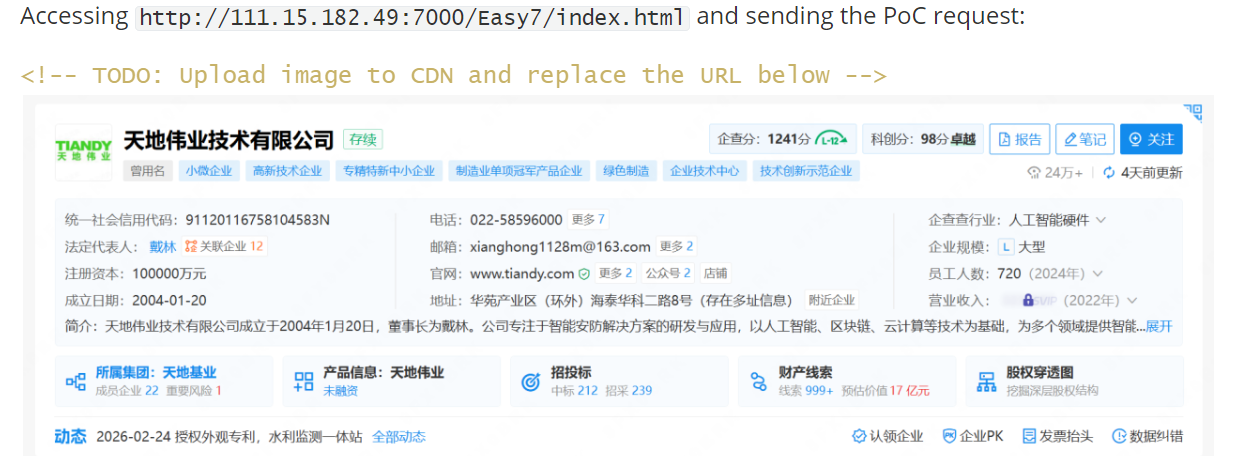 Accessing http://111.15.182.49:7000/Easy7/index.html and sending the PoC request:
<!-- TODO: Upload image to CDN and replace the URL below -->
TIANDY
天地伟业
天地伟业技术有限公司 存续
企查分：1241分 L-12 科创分：98分卓越 报告 笔记 关注
曾用名 小微企业 高新技术企业 专精特新中小企业 制造业单项冠军产品企业 绿色制造 企业技术中心 技术创新示范企业
24万+ 4天前更新
统一社会信用代码：91120116758104583N 电话：022-58596000 更多 7 企查查行业：人工智能硬件
法定代表人：戴林 关联企业 12 邮箱：xianghong1128m@163.com 更多 2 企业规模：L 大型
注册资本：100000万元 官网：www.tiandy.com 更多 2 公众号 2 店铺 员工人数：720（2024年）
成立日期：2004-01-20 地址：华苑产业区（环外）海泰华科二路8号（存在多址信息） 附近企业 营业收入：SVIP（2022年）
简介：天地伟业技术有限公司成立于2004年1月20日，董事长为戴林。公司专注于智能安防解决方案的研发与应用，以人工智能、区块链、云计算等技术为基础，为多个领域提供智能...展开
所属集团：天地基业 产品信息：天地伟业 招投标 财产线索 股权穿透图
成员企业 22 重要风险 1 未融资 中标 212 招采 239 线索 999+ 预估价值 17 亿元 挖掘深层股权结构
动态 2026-02-24 授权外观专利，水利监测一体站 全部动态 认领企业 PK 企业PK 发票抬头 数据纠错